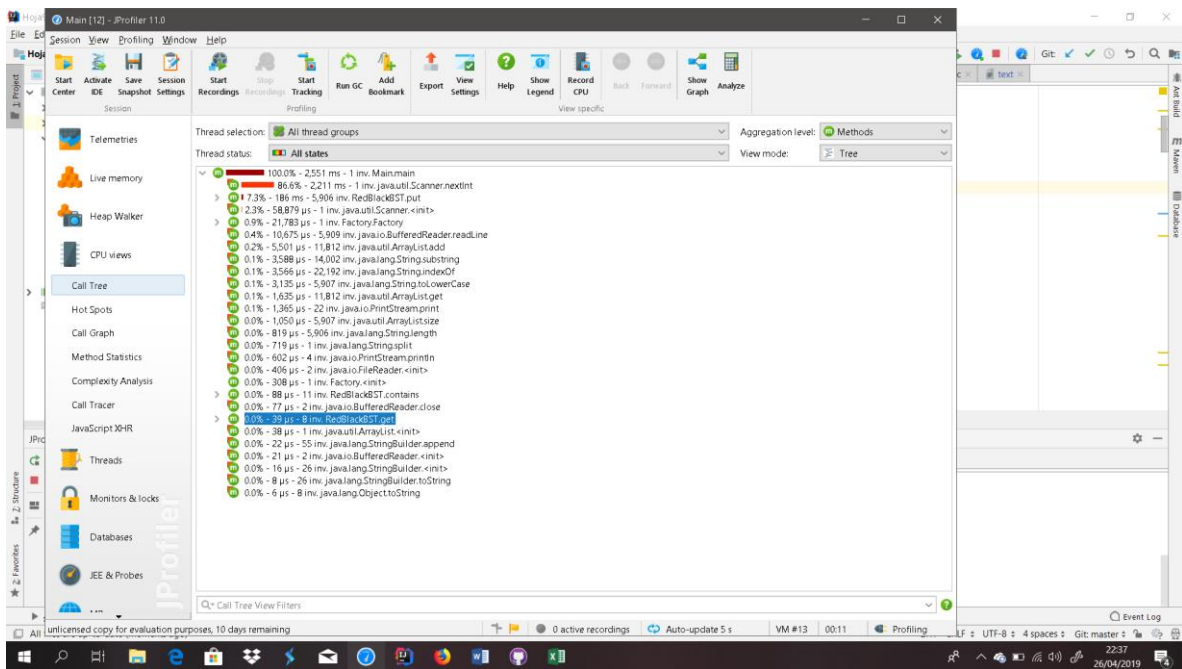 Main [12] - JProfiler 11.0
File Ed
Session View Profiling Window Help
Start Center
Activate IDE
Save Snapshot
Session Settings
Start Recordings
Stop Recordings
Start Tracking
Run GC
Add Bookmark
Export
View Settings
Help
Show Legend
Record CPU
Back
Forward
Show Graph
Analyze
Session
Profiling
View specific
Git:
text
Telemetries
Live memory
Heap Walker
CPU views
Call Tree
Hot Spots
Call Graph
Method Statistics
Complexity Analysis
Call Tracer
JavaScript XHR
Threads
Monitors & locks
Databases
JEE & Probes
JProfiler
Thread selection: All thread groups
Aggregation level: Methods
Thread status: All states
View mode: Tree
100.0% - 2,551 ms - 1 inv. Main.main
86.6% - 2,211 ms - 1 inv. java.util.Scanner.nextInt
7.3% - 186 ms - 5,906 inv. RedBlackBST.put
2.3% - 58,879 µs - 1 inv. java.util.Scanner.<init>
0.9% - 21,783 µs - 1 inv. Factory.Factory
0.4% - 10,675 µs - 5,909 inv. java.io.BufferedReader.readLine
0.2% - 5,501 µs - 11,812 inv. java.util.ArrayList.add
0.1% - 3,588 µs - 14,002 inv. java.lang.String.substring
0.1% - 3,566 µs - 22,192 inv. java.lang.String.indexOf
0.1% - 3,135 µs - 5,907 inv. java.lang.String.toLowerCase
0.1% - 1,635 µs - 11,812 inv. java.util.ArrayList.get
0.1% - 1,365 µs - 22 inv. java.io.PrintStream.print
0.0% - 1,050 µs - 5,907 inv. java.util.ArrayList.size
0.0% - 819 µs - 5,906 inv. java.lang.String.length
0.0% - 719 µs - 1 inv. java.lang.String.split
0.0% - 602 µs - 4 inv. java.io.PrintStream.println
0.0% - 406 µs - 2 inv. java.io.FileReader.<init>
0.0% - 308 µs - 1 inv. Factory.<init>
0.0% - 88 µs - 11 inv. RedBlackBST.contains
0.0% - 77 µs - 2 inv. java.io.BufferedReader.close
0.0% - 39 µs - 8 inv. RedBlackBST.get
0.0% - 38 µs - 1 inv. java.util.ArrayList.<init>
0.0% - 22 µs - 55 inv. java.lang.StringBuilder.append
0.0% - 21 µs - 2 inv. java.io.BufferedReader.<init>
0.0% - 16 µs - 26 inv. java.lang.StringBuilder.<init>
0.0% - 8 µs - 26 inv. java.lang.StringBuilder.toString
0.0% - 6 µs - 8 inv. java.lang.Object.toString
Call Tree View Filters
unlicensed copy for evaluation purposes, 10 days remaining
0 active recordings
Auto-update 5 s
VM #13
00:11
Profiling
1: Project
Z: Structure
2: Favorites
Ant Build
Maven
Database
Event Log
UTF-8
4 spaces
Git: master
22:37
26/04/2019